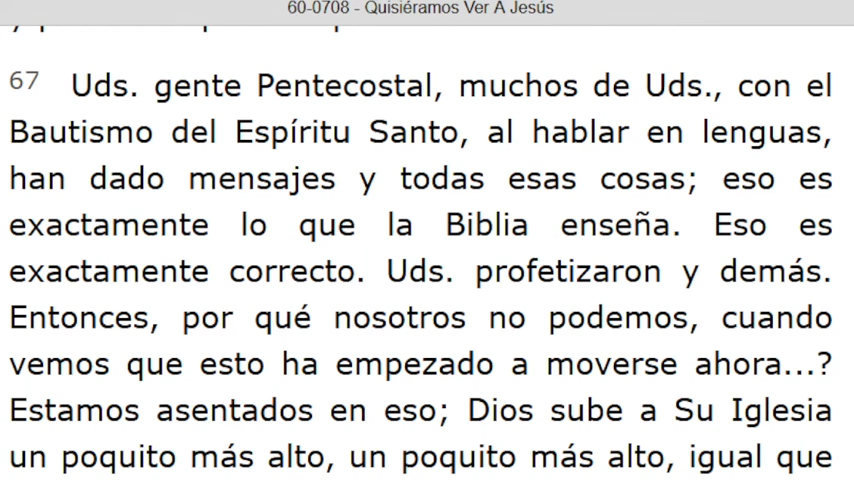 60-0708 - Quisiéramos Ver A Jesús
67 Uds. gente Pentecostal, muchos de Uds., con el
Bautismo del Espíritu Santo, al hablar en lenguas,
han dado mensajes y todas esas cosas; eso es
exactamente lo que la Biblia enseña. Eso es
exactamente correcto. Uds. profetizaron y demás.
Entonces, por qué nosotros no podemos, cuando
vemos que esto ha empezado a moverse ahora...?
Estamos asentados en eso; Dios sube a Su Iglesia
un poquito más alto, un poquito más alto, igual que